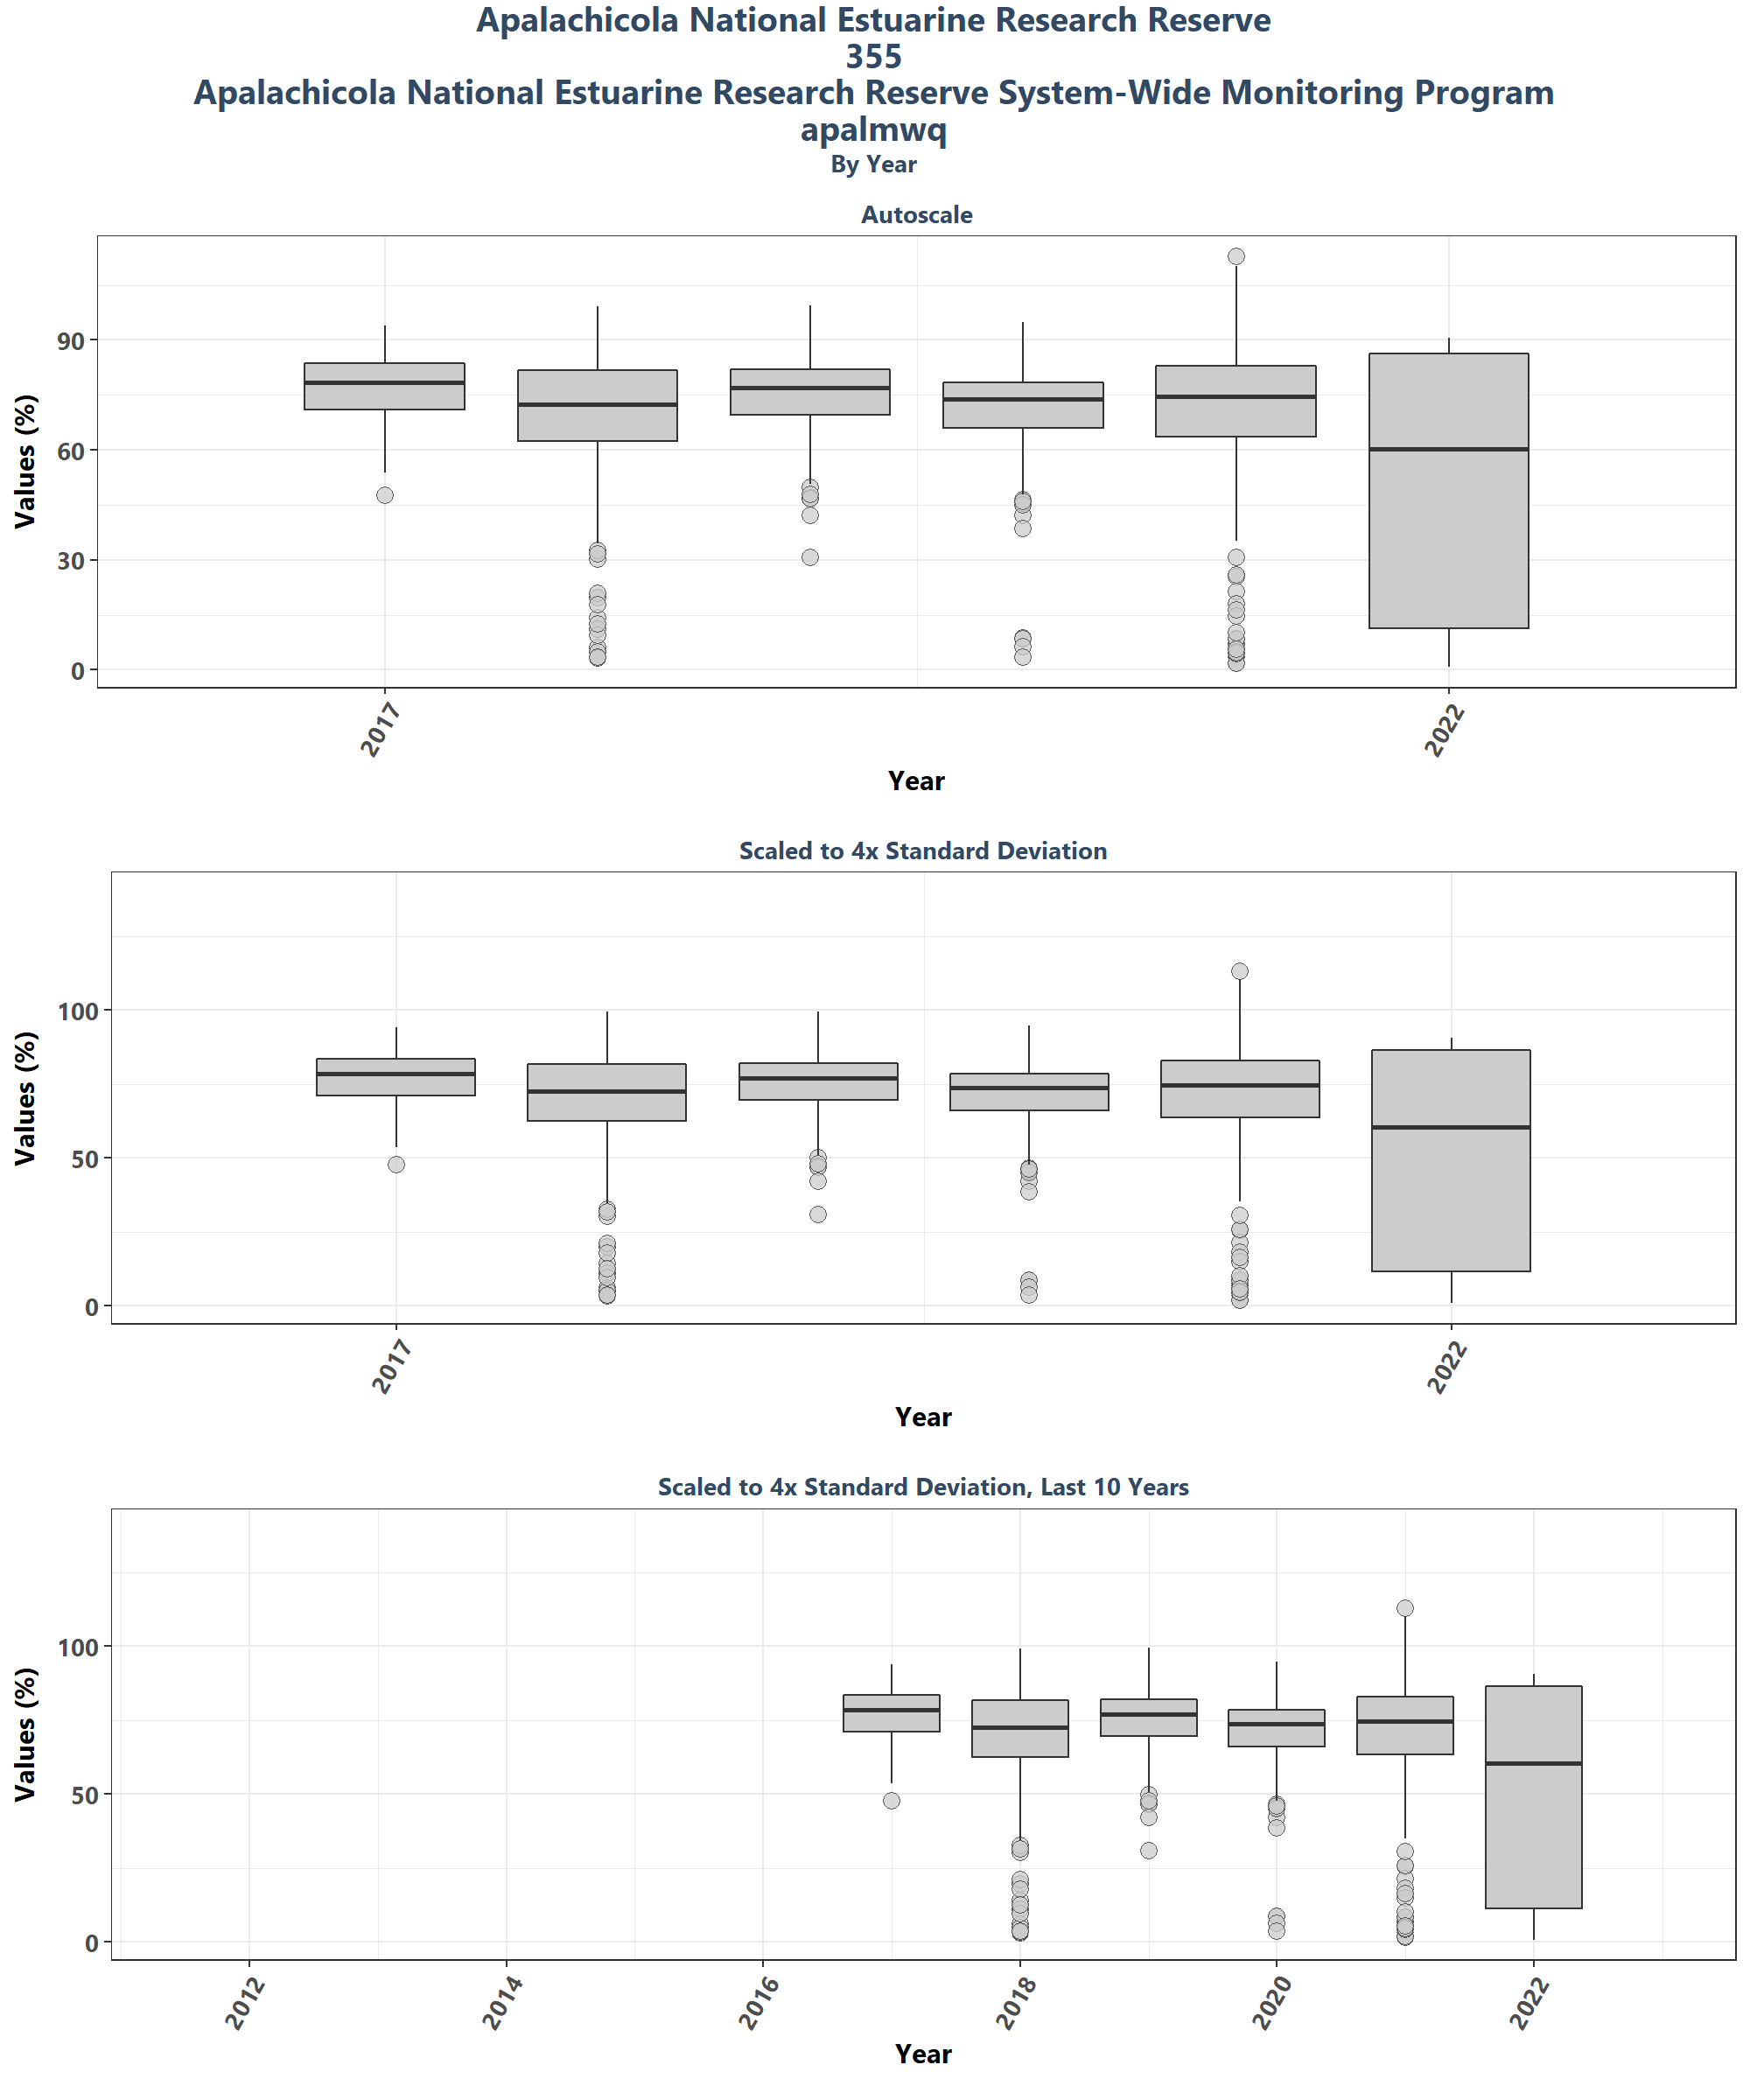 Apalachicola National Estuarine Research Reserve
355
Apalachicola National Estuarine Research Reserve System-Wide Monitoring Program
apalmwq
By Year
Autoscale
Values (%)
90
60
30
0
2017
2022
Year
Scaled to 4x Standard Deviation
Values (%)
100
50
0
2017
2022
Year
Scaled to 4x Standard Deviation, Last 10 Years
Values (%)
100
50
0
2012
2014
2016
2018
2020
2022
Year